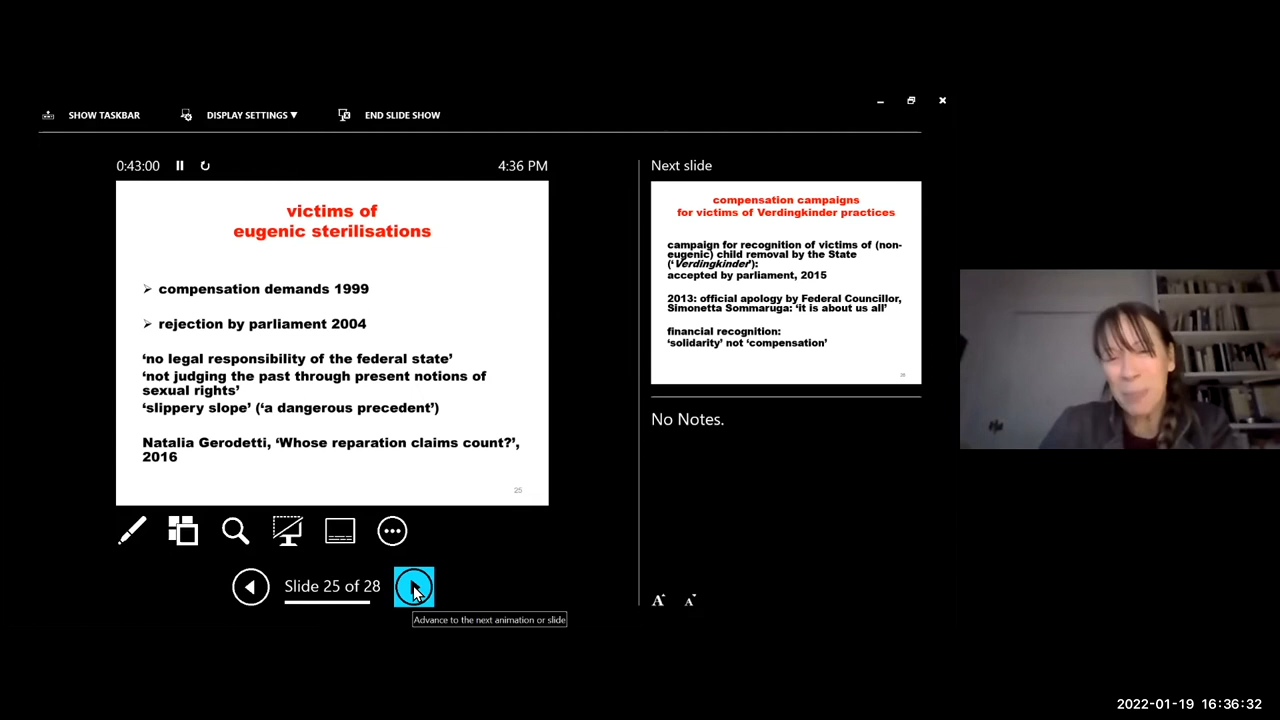 SHOW TASKBAR
DISPLAY SETTINGS ▼
END SLIDE SHOW
0:43:00
4:36 PM
victims of
eugenic sterilisations
➢ compensation demands 1999
➢ rejection by parliament 2004
‘no legal responsibility of the federal state’
‘not judging the past through present notions of
sexual rights’
‘slippery slope’ (‘a dangerous precedent’)
Natalia Gerodetti, ‘Whose reparation claims count?’,
2016
25
Slide 25 of 28
Advance to the next animation or slide
Next slide
compensation campaigns
for victims of Verdingkinder practices
campaign for recognition of victims of (non-
eugenic) child removal by the State
(‘Verdingkinder’):
accepted by parliament, 2015
2013: official apology by Federal Councillor,
Simonetta Sommaruga: ‘it is about us all’
financial recognition:
‘solidarity’ not ‘compensation’
No Notes.
A A
2022-01-19 16:36:32